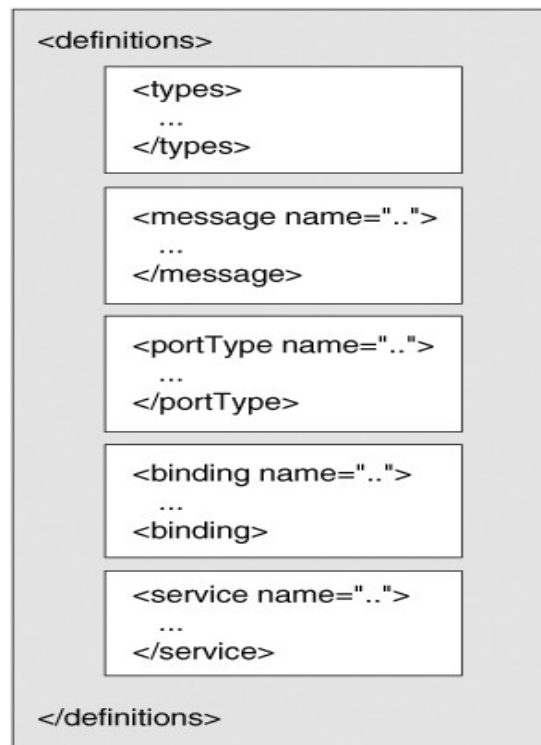 <definitions>
<types>
...
</types>
<message name="..">
...
</message>
<portType name="..">
...
</portType>
<binding name="..">
...
<binding>
<service name="..">
...
</service>
</definitions>